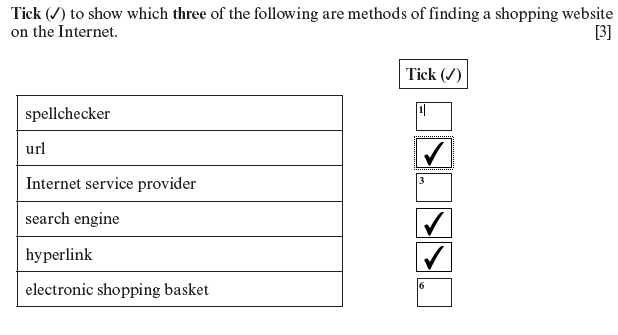 Tick (✓) to show which three of the following are methods of finding a shopping website
on the Internet. [3]
Tick (✓)
spellchecker 1
url ✓
Internet service provider 3
search engine ✓
hyperlink ✓
electronic shopping basket 6